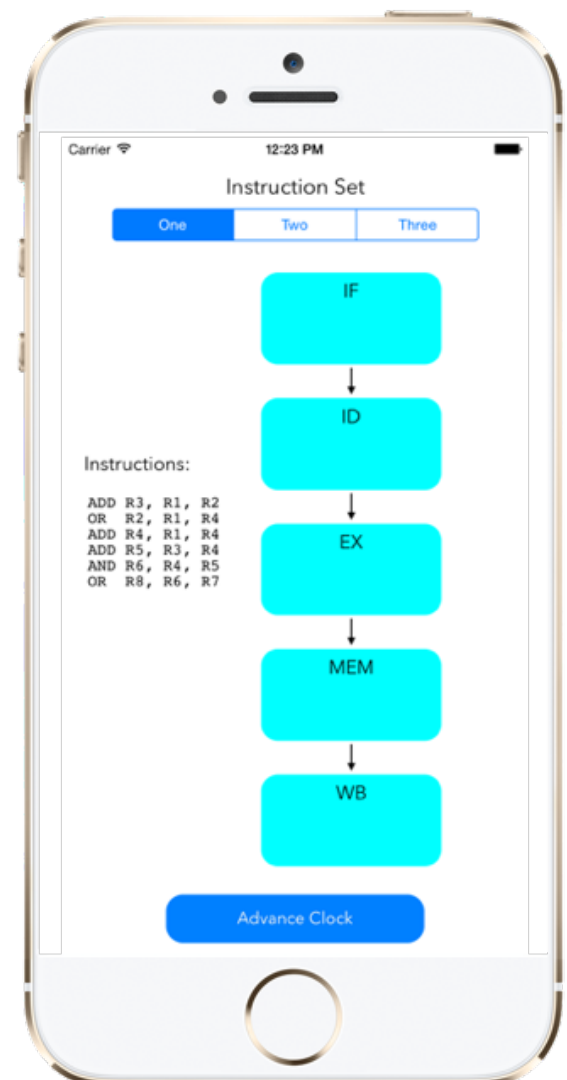 Carrier 12:23 PM
Instruction Set
One Two Three
IF
ID
Instructions:
ADD R3, R1, R2
OR R2, R1, R4
ADD R4, R1, R4
ADD R5, R3, R4
AND R6, R4, R5
OR R8, R6, R7
EX
MEM
WB
Advance Clock